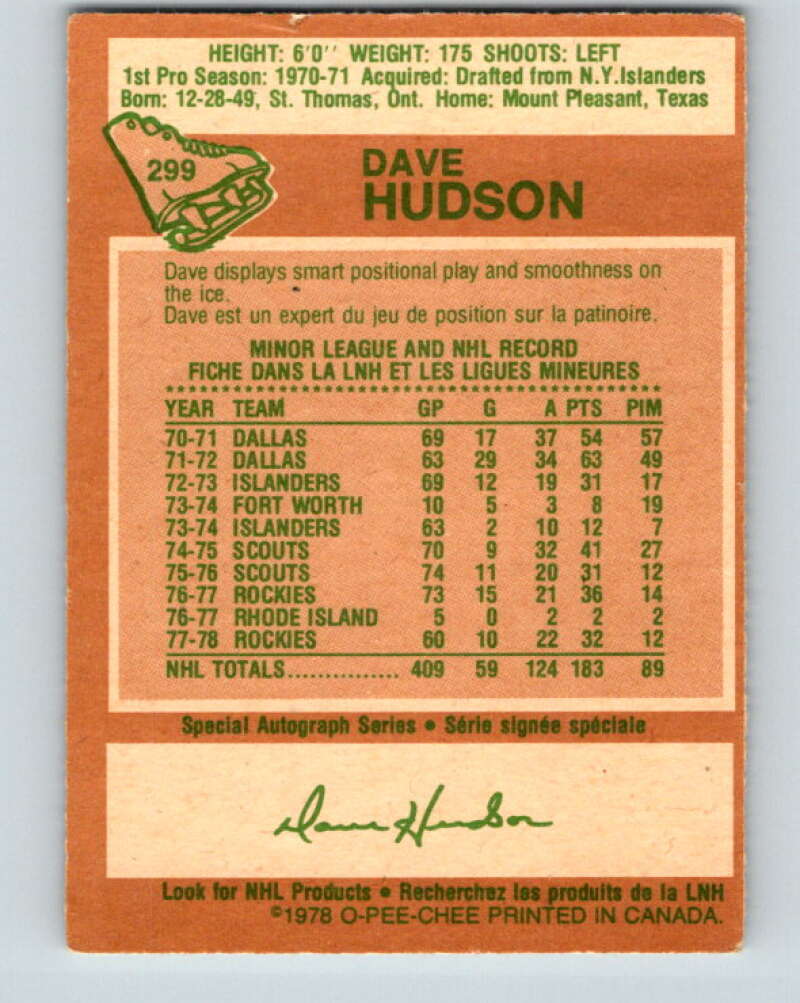 HEIGHT: 6'0'' WEIGHT: 175 SHOOTS: LEFT
1st Pro Season: 1970-71 Acquired: Drafted from N.Y.Islanders
Born: 12-28-49, St. Thomas, Ont. Home: Mount Pleasant, Texas
299
DAVE
HUDSON
Dave displays smart positional play and smoothness on
the ice.
Dave est un expert du jeu de position sur la patinoire.
MINOR LEAGUE AND NHL RECORD
FICHE DANS LA LNH ET LES LIGUES MINEURES
YEAR TEAM GP G A PTS PIM
70-71 DALLAS 69 17 37 54 57
71-72 DALLAS 63 29 34 63 49
72-73 ISLANDERS 69 12 19 31 17
73-74 FORT WORTH 10 5 3 8 19
73-74 ISLANDERS 63 2 10 12 7
74-75 SCOUTS 70 9 32 41 27
75-76 SCOUTS 74 11 20 31 12
76-77 ROCKIES 73 15 21 36 14
76-77 RHODE ISLAND 5 0 2 2 2
77-78 ROCKIES 60 10 22 32 12
NHL TOTALS............... 409 59 124 183 89
Special Autograph Series • Série signée spéciale
Dave Hudson
Look for NHL Products • Recherchez les produits de la LNH
©1978 O-PEE-CHEE PRINTED IN CANADA.